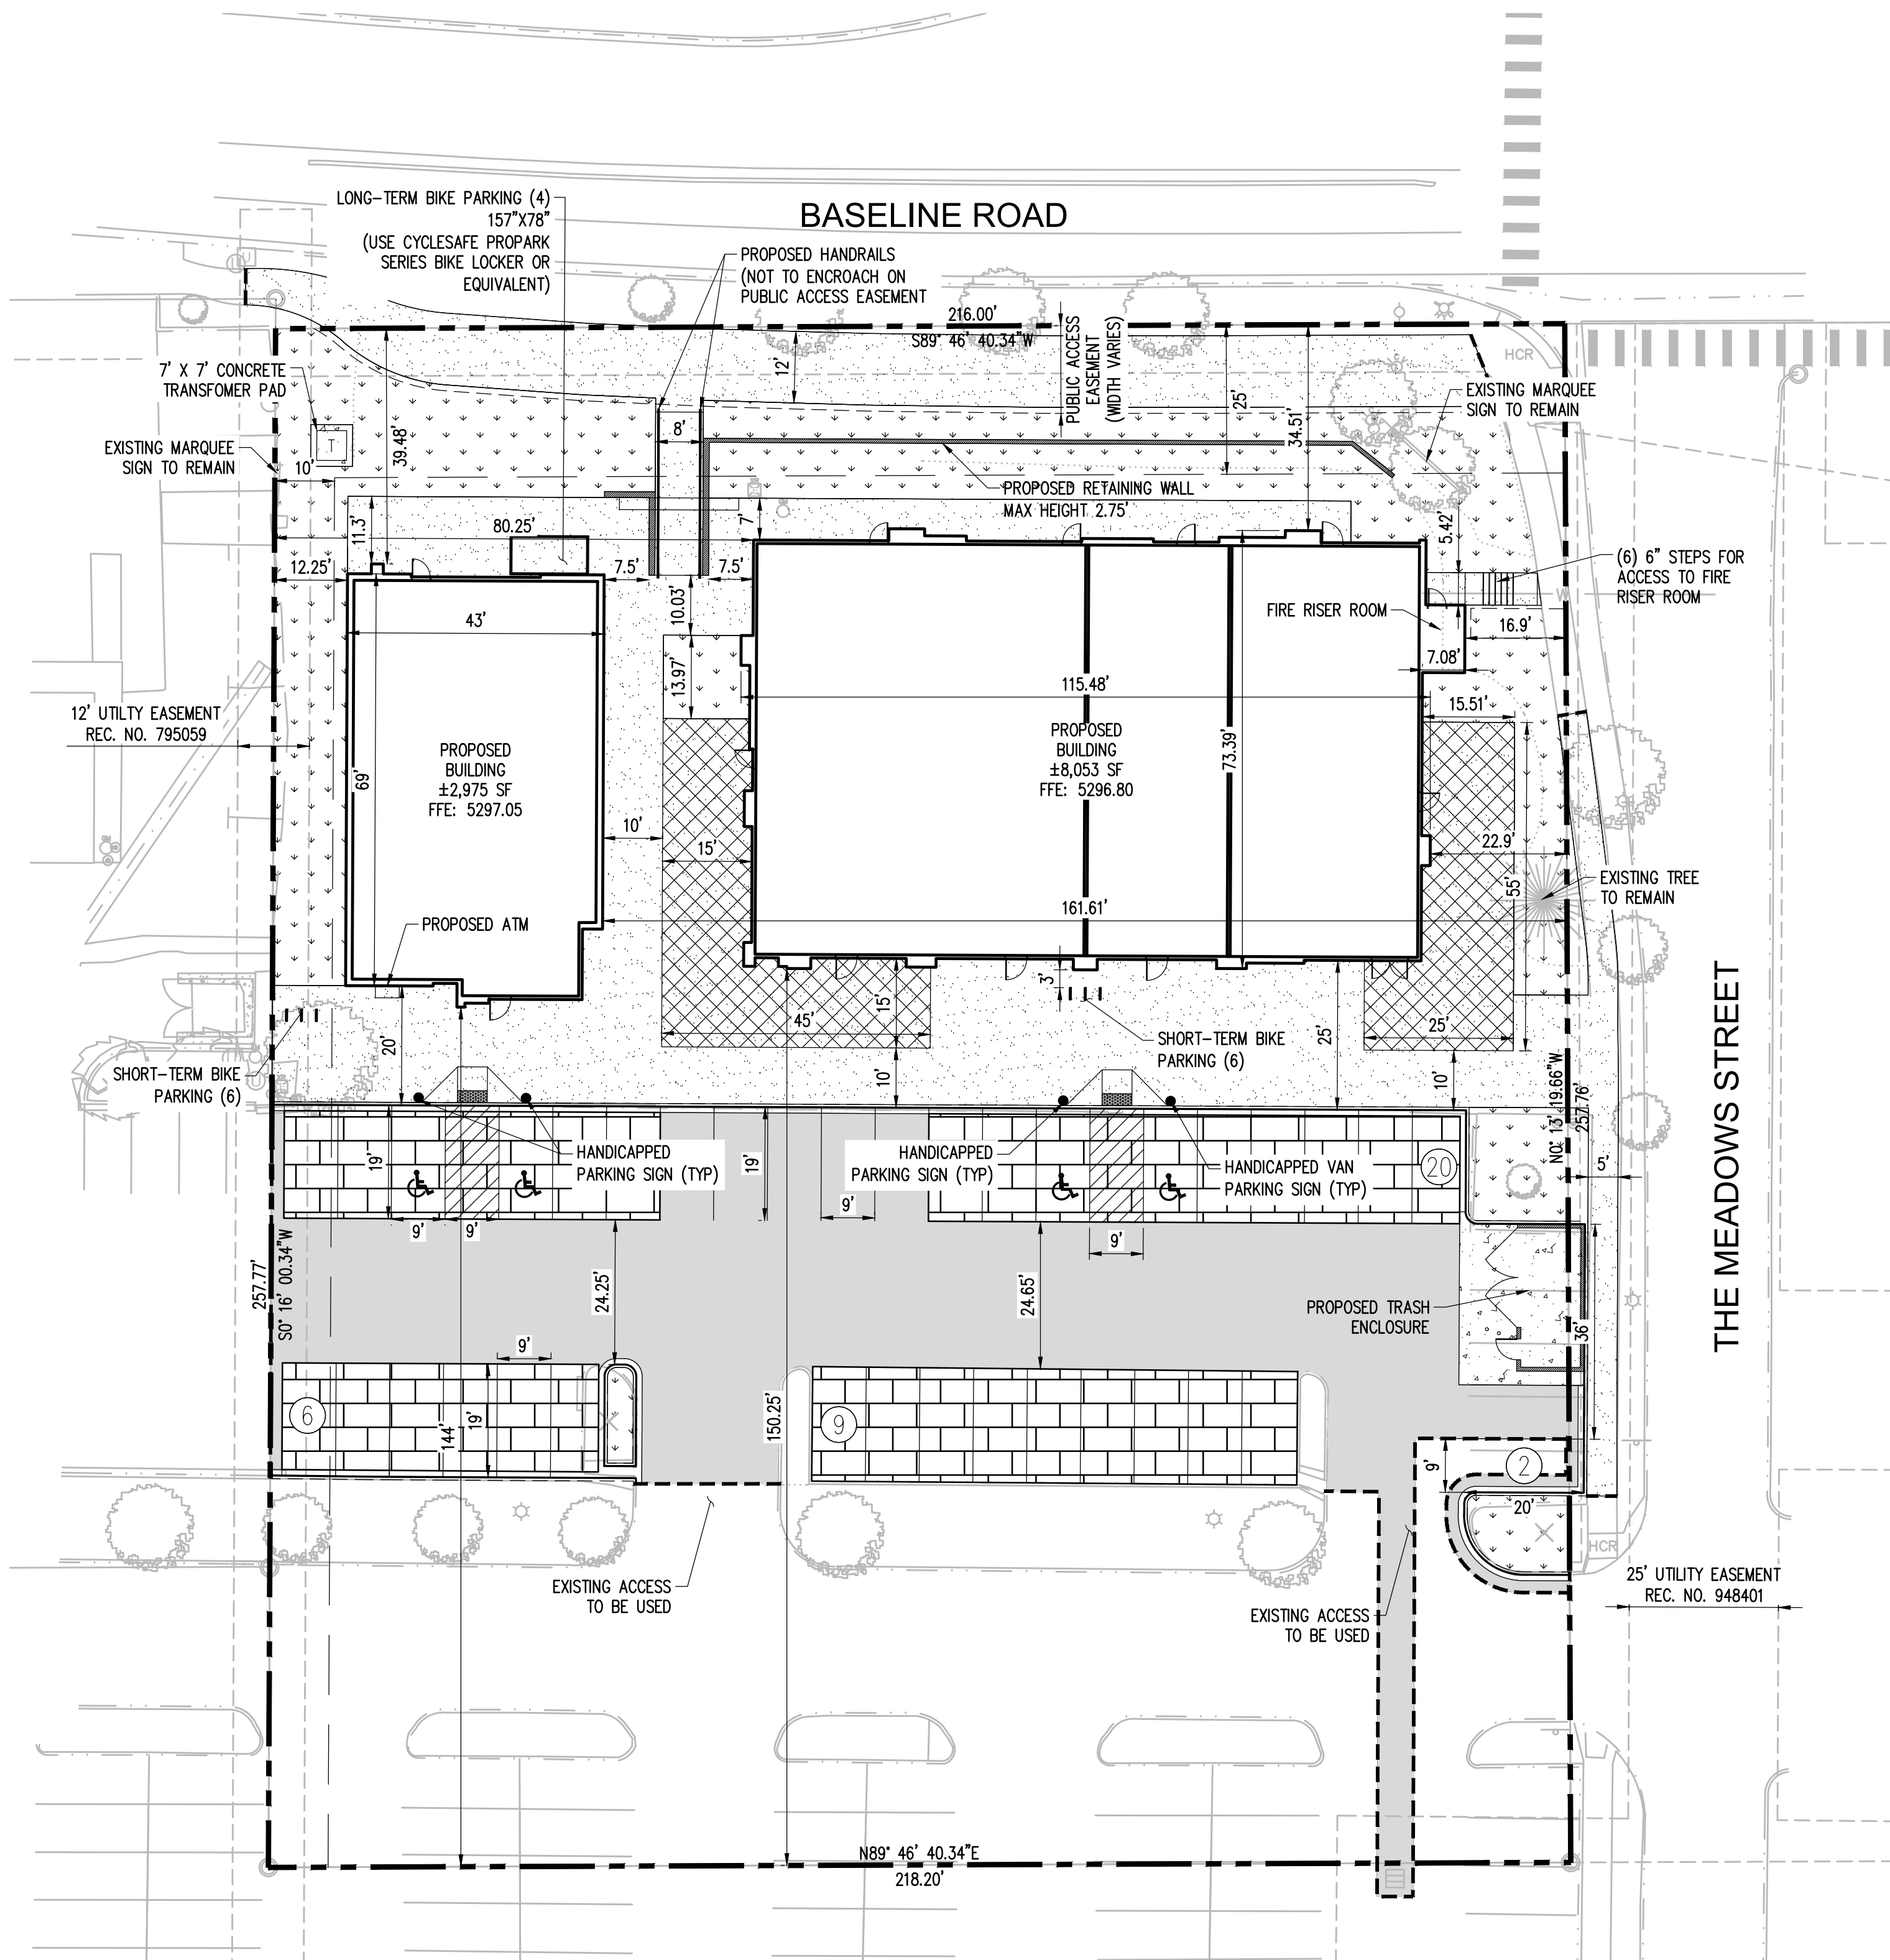 LONG-TERM BIKE PARKING (4)
157"X78"
(USE CYCLESAFE PROPARK
SERIES BIKE LOCKER OR
EQUIVALENT)
BASELINE ROAD
PROPOSED HANDRAILS
(NOT TO ENCROACH ON
PUBLIC ACCESS EASEMENT
216.00'
S89° 46' 40.34"W
PUBLIC ACCESS
EASEMENT
(WIDTH VARIES)
HCR
7' X 7' CONCRETE
TRANSFOMER PAD
T
U
EXISTING MARQUEE
SIGN TO REMAIN
10'
39.48'
12'
8'
25'
34.51'
EXISTING MARQUEE
SIGN TO REMAIN
PROPOSED RETAINING WALL
MAX HEIGHT 2.75'
11.3'
80.25'
7'
5.42'
12.25'
7.5'
7.5'
10.03'
(6) 6" STEPS FOR
ACCESS TO FIRE
RISER ROOM
FIRE RISER ROOM
43'
16.9'
13.97'
7.08'
115.48'
15.51'
12' UTILTY EASEMENT
REC. NO. 795059
69'
PROPOSED
BUILDING
±2,975 SF
FFE: 5297.05
PROPOSED
BUILDING
±8,053 SF
FFE: 5296.80
73.39'
10'
15'
22.9'
55'
EXISTING TREE
TO REMAIN
161.61'
PROPOSED ATM
3'
15'
45'
25'
25'
20'
10'
10'
SHORT-TERM BIKE
PARKING (6)
SHORT-TERM BIKE
PARKING (6)
N0° 13' 19.66"W
257.76'
THE MEADOWS STREET
19'
HANDICAPPED
PARKING SIGN (TYP)
19'
HANDICAPPED
PARKING SIGN (TYP)
HANDICAPPED VAN
PARKING SIGN (TYP)
20
5'
9'
9'
9'
9'
257.77'
S0° 16' 00.34"W
24.25'
24.65'
PROPOSED TRASH
ENCLOSURE
36'
9'
6
144'
19'
150.25'
9
9'
2
20'
HCR
EXISTING ACCESS
TO BE USED
EXISTING ACCESS
TO BE USED
25' UTILITY EASEMENT
REC. NO. 948401
N89° 46' 40.34"E
218.20'